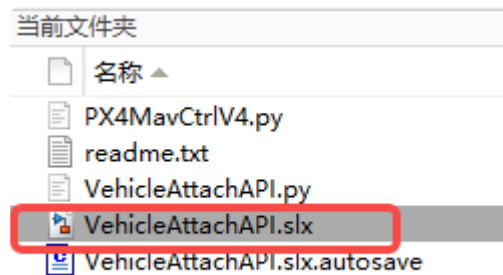 当前文件夹
名称
PX4MavCtrlV4.py
readme.txt
VehicleAttachAPI.py
VehicleAttachAPI.slx
VehicleAttachAPI.slx.autosave